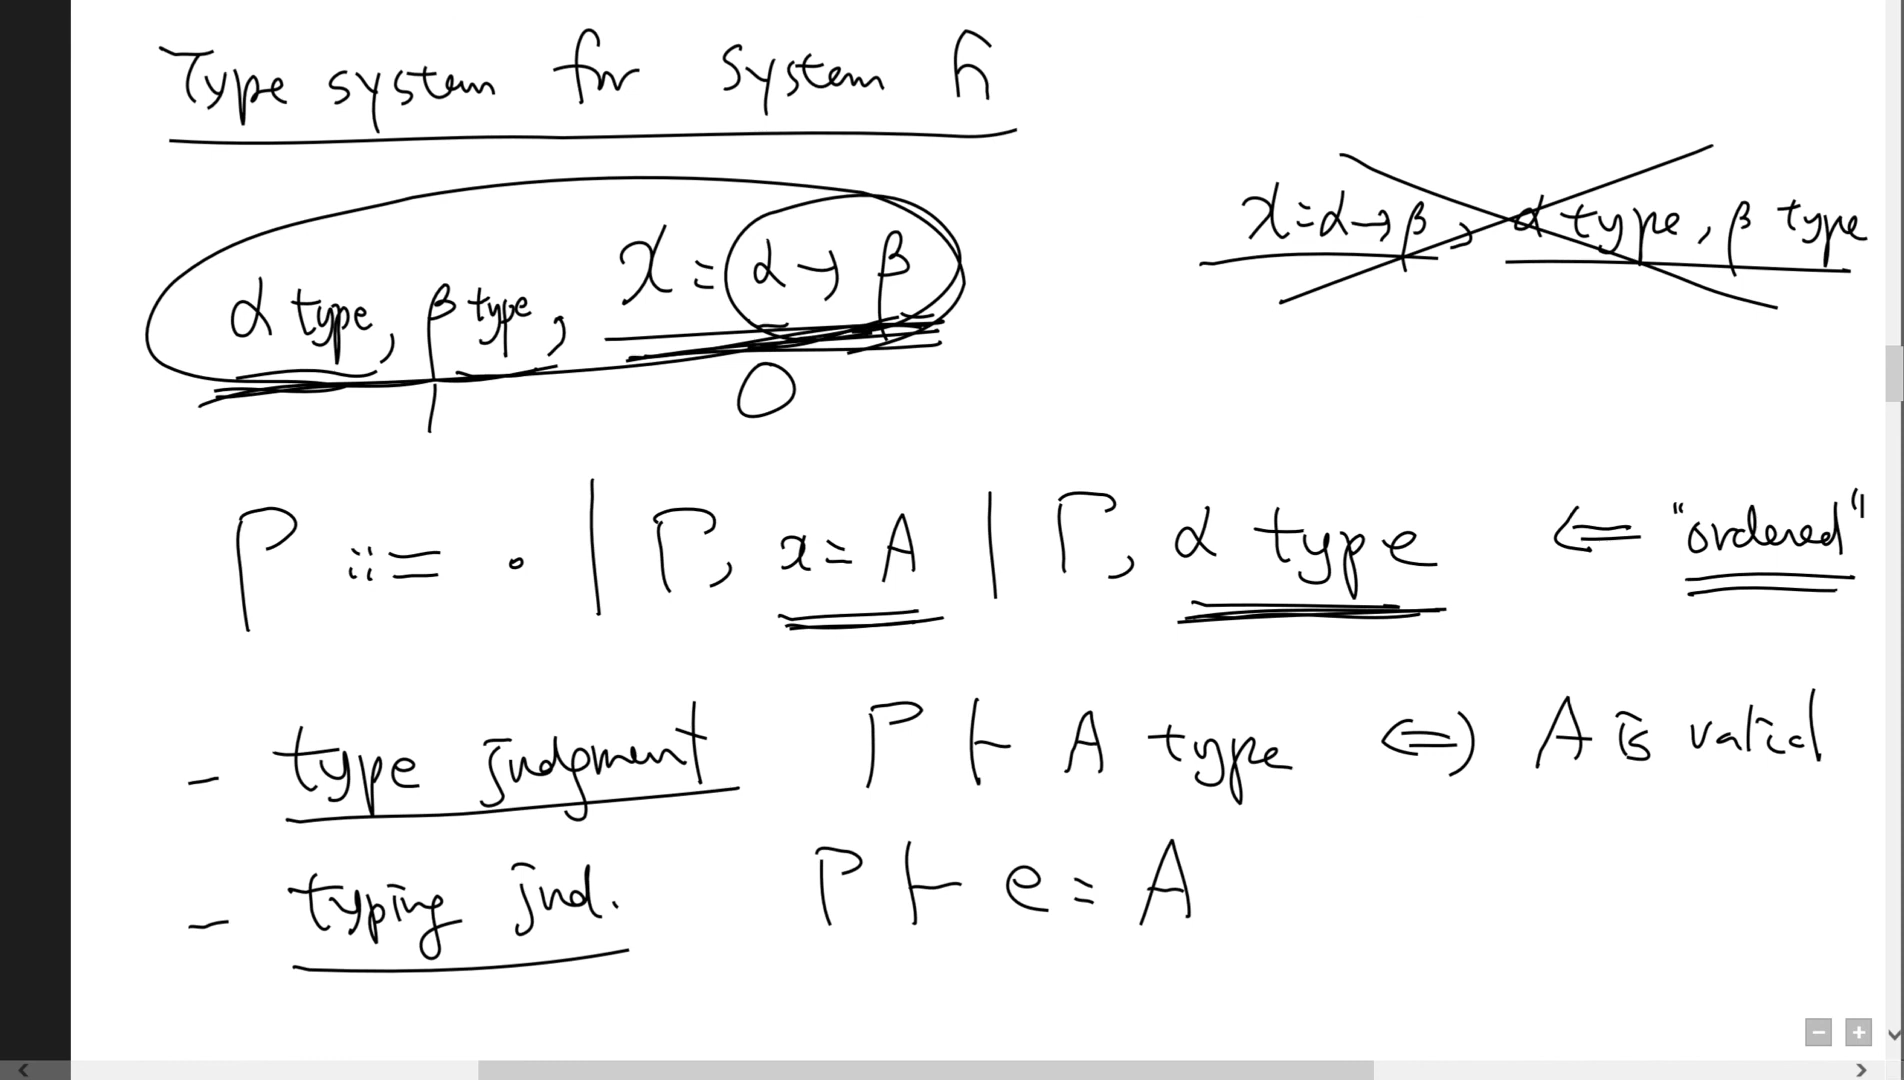 Type system for System F
x : α → β, α type, β type
α type, β type, x : α → β
O
Γ ::= · | Γ, x : A | Γ, α type ⇐ "ordered"
- type judgment Γ ⊢ A type ⇔ A is valid
- typing jud. Γ ⊢ e : A